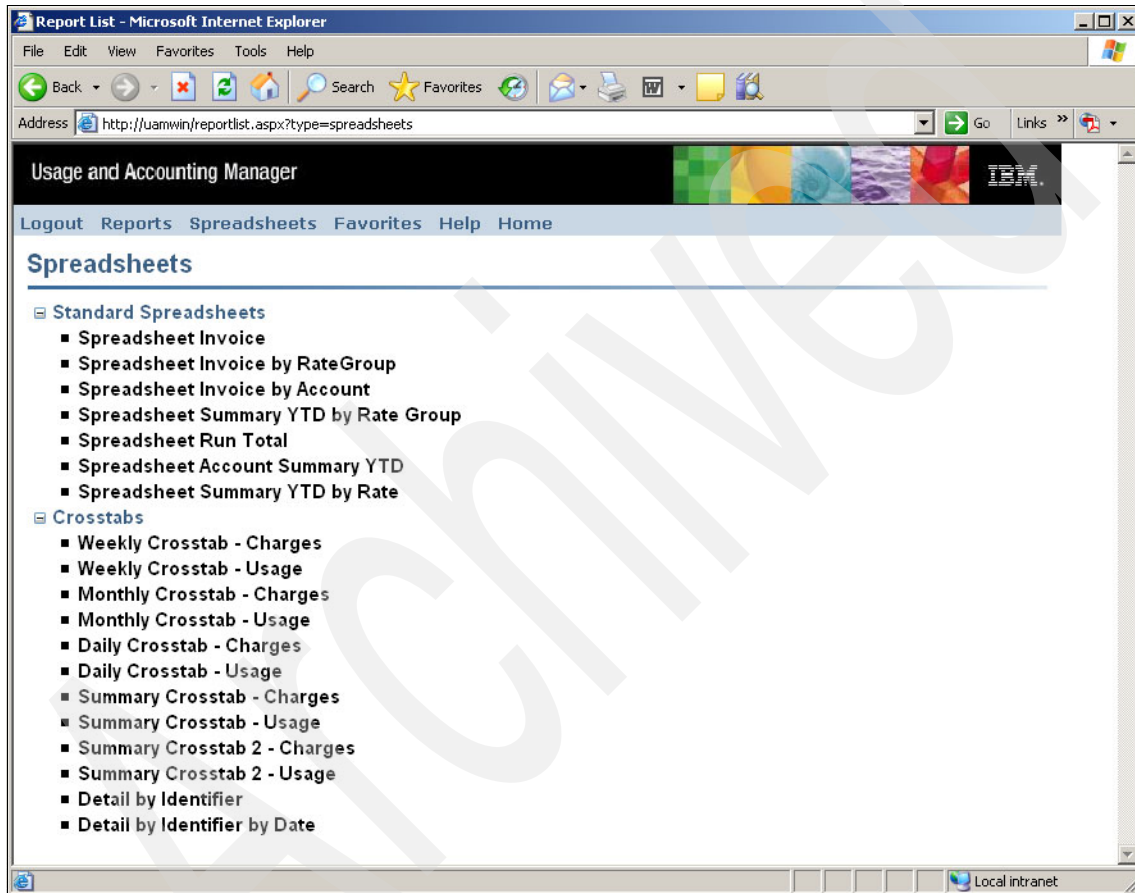 Report List - Microsoft Internet Explorer
File Edit View Favorites Tools Help
Back Search Favorites
Address http://uamwin/reportlist.aspx?type=spreadsheets Go Links »
Usage and Accounting Manager IBM.
Logout Reports Spreadsheets Favorites Help Home
Spreadsheets
Standard Spreadsheets
Spreadsheet Invoice
Spreadsheet Invoice by RateGroup
Spreadsheet Invoice by Account
Spreadsheet Summary YTD by Rate Group
Spreadsheet Run Total
Spreadsheet Account Summary YTD
Spreadsheet Summary YTD by Rate
Crosstabs
Weekly Crosstab - Charges
Weekly Crosstab - Usage
Monthly Crosstab - Charges
Monthly Crosstab - Usage
Daily Crosstab - Charges
Daily Crosstab - Usage
Summary Crosstab - Charges
Summary Crosstab - Usage
Summary Crosstab 2 - Charges
Summary Crosstab 2 - Usage
Detail by Identifier
Detail by Identifier by Date
Local intranet
Archived